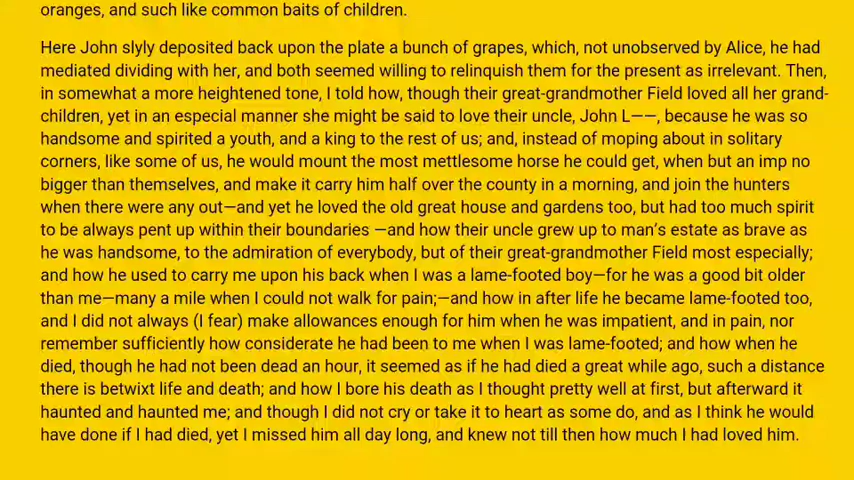 oranges, and such like common baits of children.
Here John slyly deposited back upon the plate a bunch of grapes, which, not unobserved by Alice, he had
mediated dividing with her, and both seemed willing to relinquish them for the present as irrelevant. Then,
in somewhat a more heightened tone, I told how, though their great-grandmother Field loved all her grand-
children, yet in an especial manner she might be said to love their uncle, John L——, because he was so
handsome and spirited a youth, and a king to the rest of us; and, instead of moping about in solitary
corners, like some of us, he would mount the most mettlesome horse he could get, when but an imp no
bigger than themselves, and make it carry him half over the county in a morning, and join the hunters
when there were any out—and yet he loved the old great house and gardens too, but had too much spirit
to be always pent up within their boundaries —and how their uncle grew up to man’s estate as brave as
he was handsome, to the admiration of everybody, but of their great-grandmother Field most especially;
and how he used to carry me upon his back when I was a lame-footed boy—for he was a good bit older
than me—many a mile when I could not walk for pain;—and how in after life he became lame-footed too,
and I did not always (I fear) make allowances enough for him when he was impatient, and in pain, nor
remember sufficiently how considerate he had been to me when I was lame-footed; and how when he
died, though he had not been dead an hour, it seemed as if he had died a great while ago, such a distance
there is betwixt life and death; and how I bore his death as I thought pretty well at first, but afterward it
haunted and haunted me; and though I did not cry or take it to heart as some do, and as I think he would
have done if I had died, yet I missed him all day long, and knew not till then how much I had loved him.